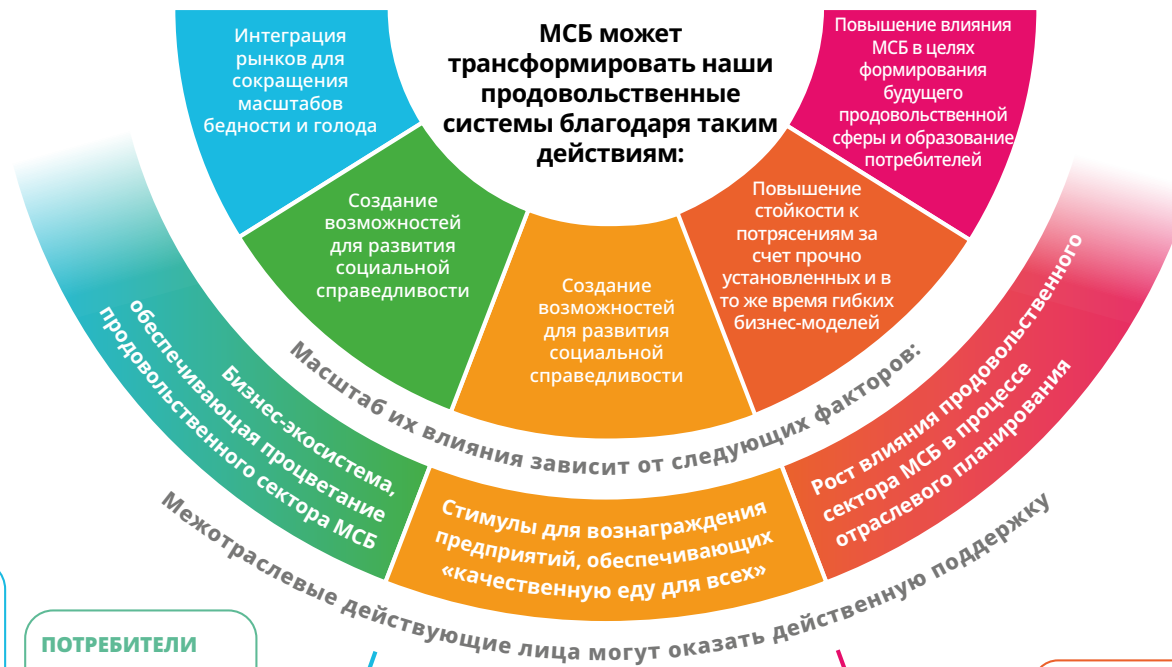 МСБ может
трансформировать наши
продовольственные
системы благодаря таким
действиям:
Интеграция
рынков для
сокращения
масштабов
бедности и голода
Создание
возможностей
для развития
социальной
справедливости
Создание
возможностей
для развития
социальной
справедливости
Повышение
стойкости к
потрясениям за
счет прочно
установленных и в
то же время гибких
бизнес-моделей
Повышение влияния
МСБ в целях
формирования
будущего
продовольственной
сферы и образование
потребителей
Масштаб их влияния зависит от следующих факторов:
Бизнес-экосистема,
обеспечивающая процветание
продовольственного сектора МСБ
Стимулы для вознаграждения
предприятий, обеспечивающих
«качественную еду для всех»
Рост влияния продовольственного
сектора МСБ в процессе
отраслевого планирования
Межотраслевые действующие лица могут оказать действенную поддержку
ПОТРЕБИТЕЛИ